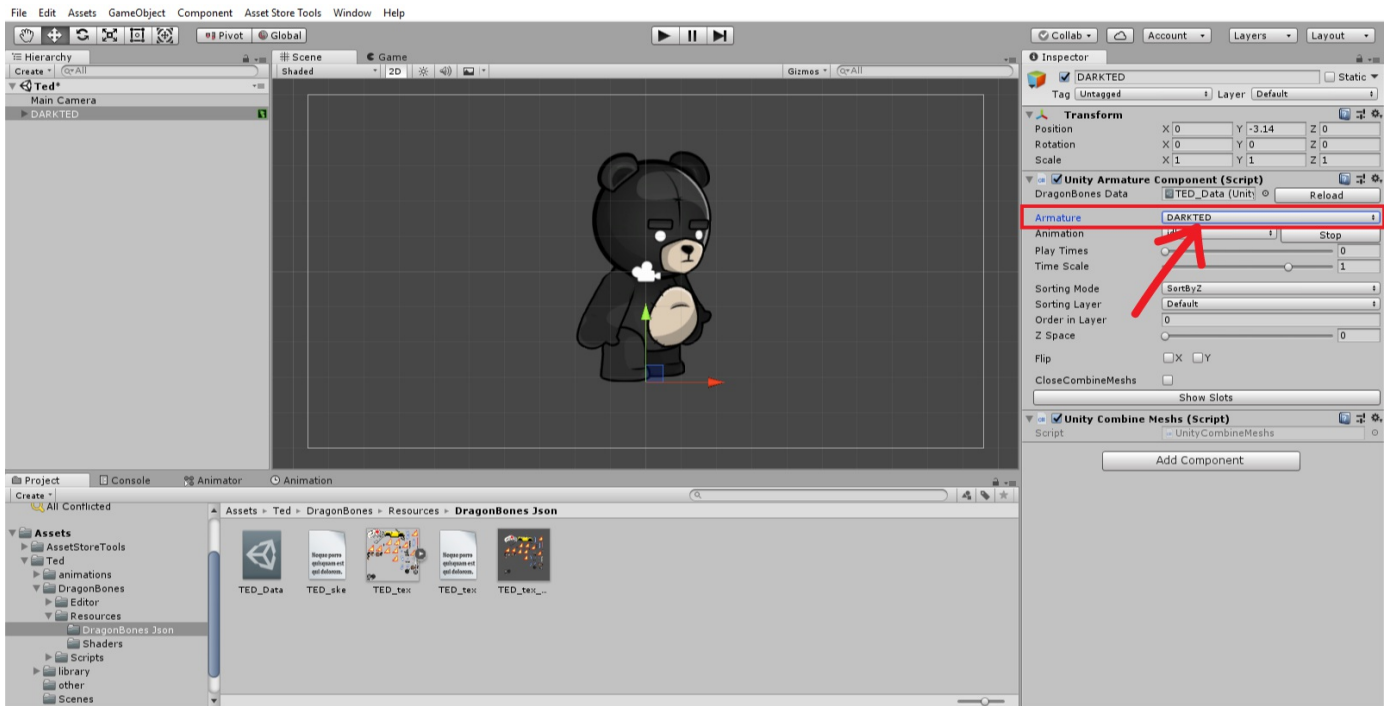 File Edit Assets GameObject Component Asset Store Tools Window Help
Pivot Global Collab Account Layers Layout
Hierarchy
Create All
Ted*
Main Camera
DARKTED
Scene Game
Shaded 2D Gizmos All
Inspector
DARKTED Static
Tag Untagged Layer Default
Transform
Position X 0 Y -3.14 Z 0
Rotation X 0 Y 0 Z 0
Scale X 1 Y 1 Z 1
Unity Armature Component (Script)
DragonBones Data TED_Data (Unity Reload
Armature DARKTED
Animation Stop
Play Times 0
Time Scale 1
Sorting Mode SortByZ
Sorting Layer Default
Order in Layer 0
Z Space 0
Flip X Y
CloseCombineMeshs
Show Slots
Unity Combine Meshs (Script)
Script UnityCombineMeshs
Add Component
Project Console Animator Animation
Create
All Conflicted
Assets
AssetStoreTools
Ted
animations
DragonBones
Editor
Resources
DragonBones Json
Shaders
Scripts
library
other
Scenes
Assets Ted DragonBones Resources DragonBones Json
TED_Data TED_ske TED_tex TED_tex TED_tex_...